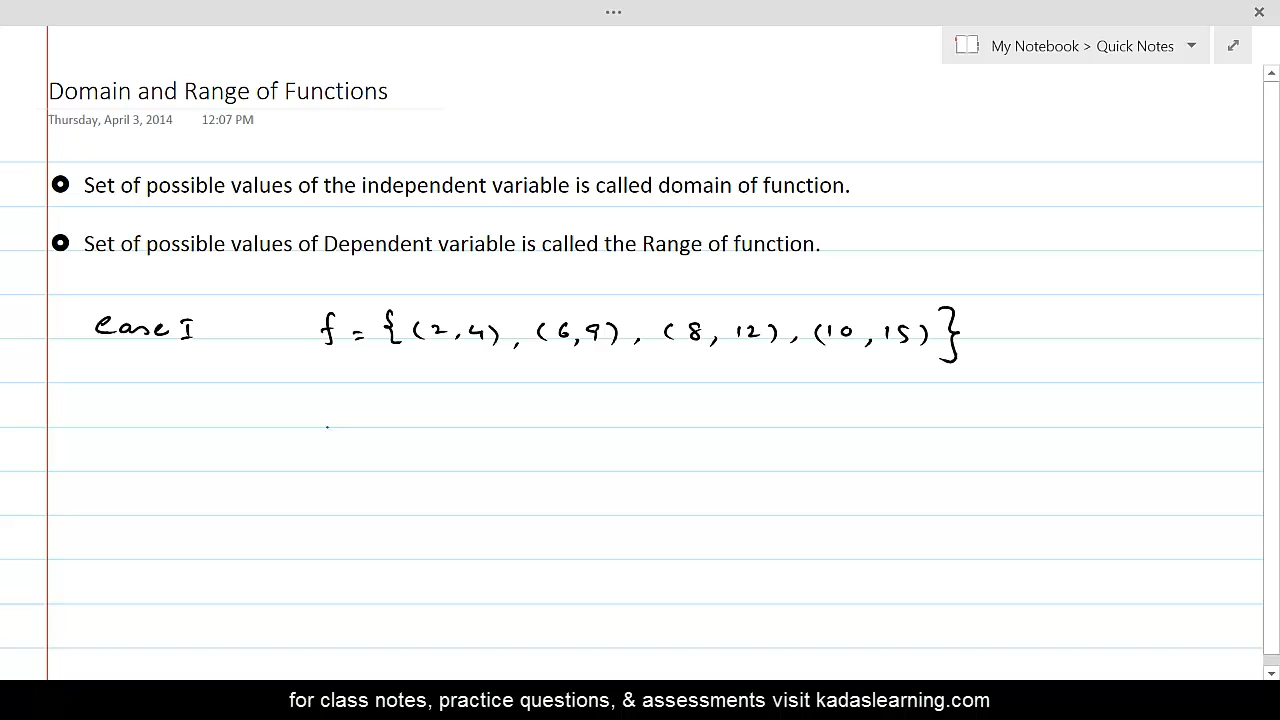 ...
My Notebook > Quick Notes
Domain and Range of Functions
Thursday, April 3, 2014 12:07 PM
Set of possible values of the independent variable is called domain of function.
Set of possible values of Dependent variable is called the Range of function.
Case I f = {(2,4), (6,9), (8, 12), (10, 15)}
for class notes, practice questions, & assessments visit kadaslearning.com